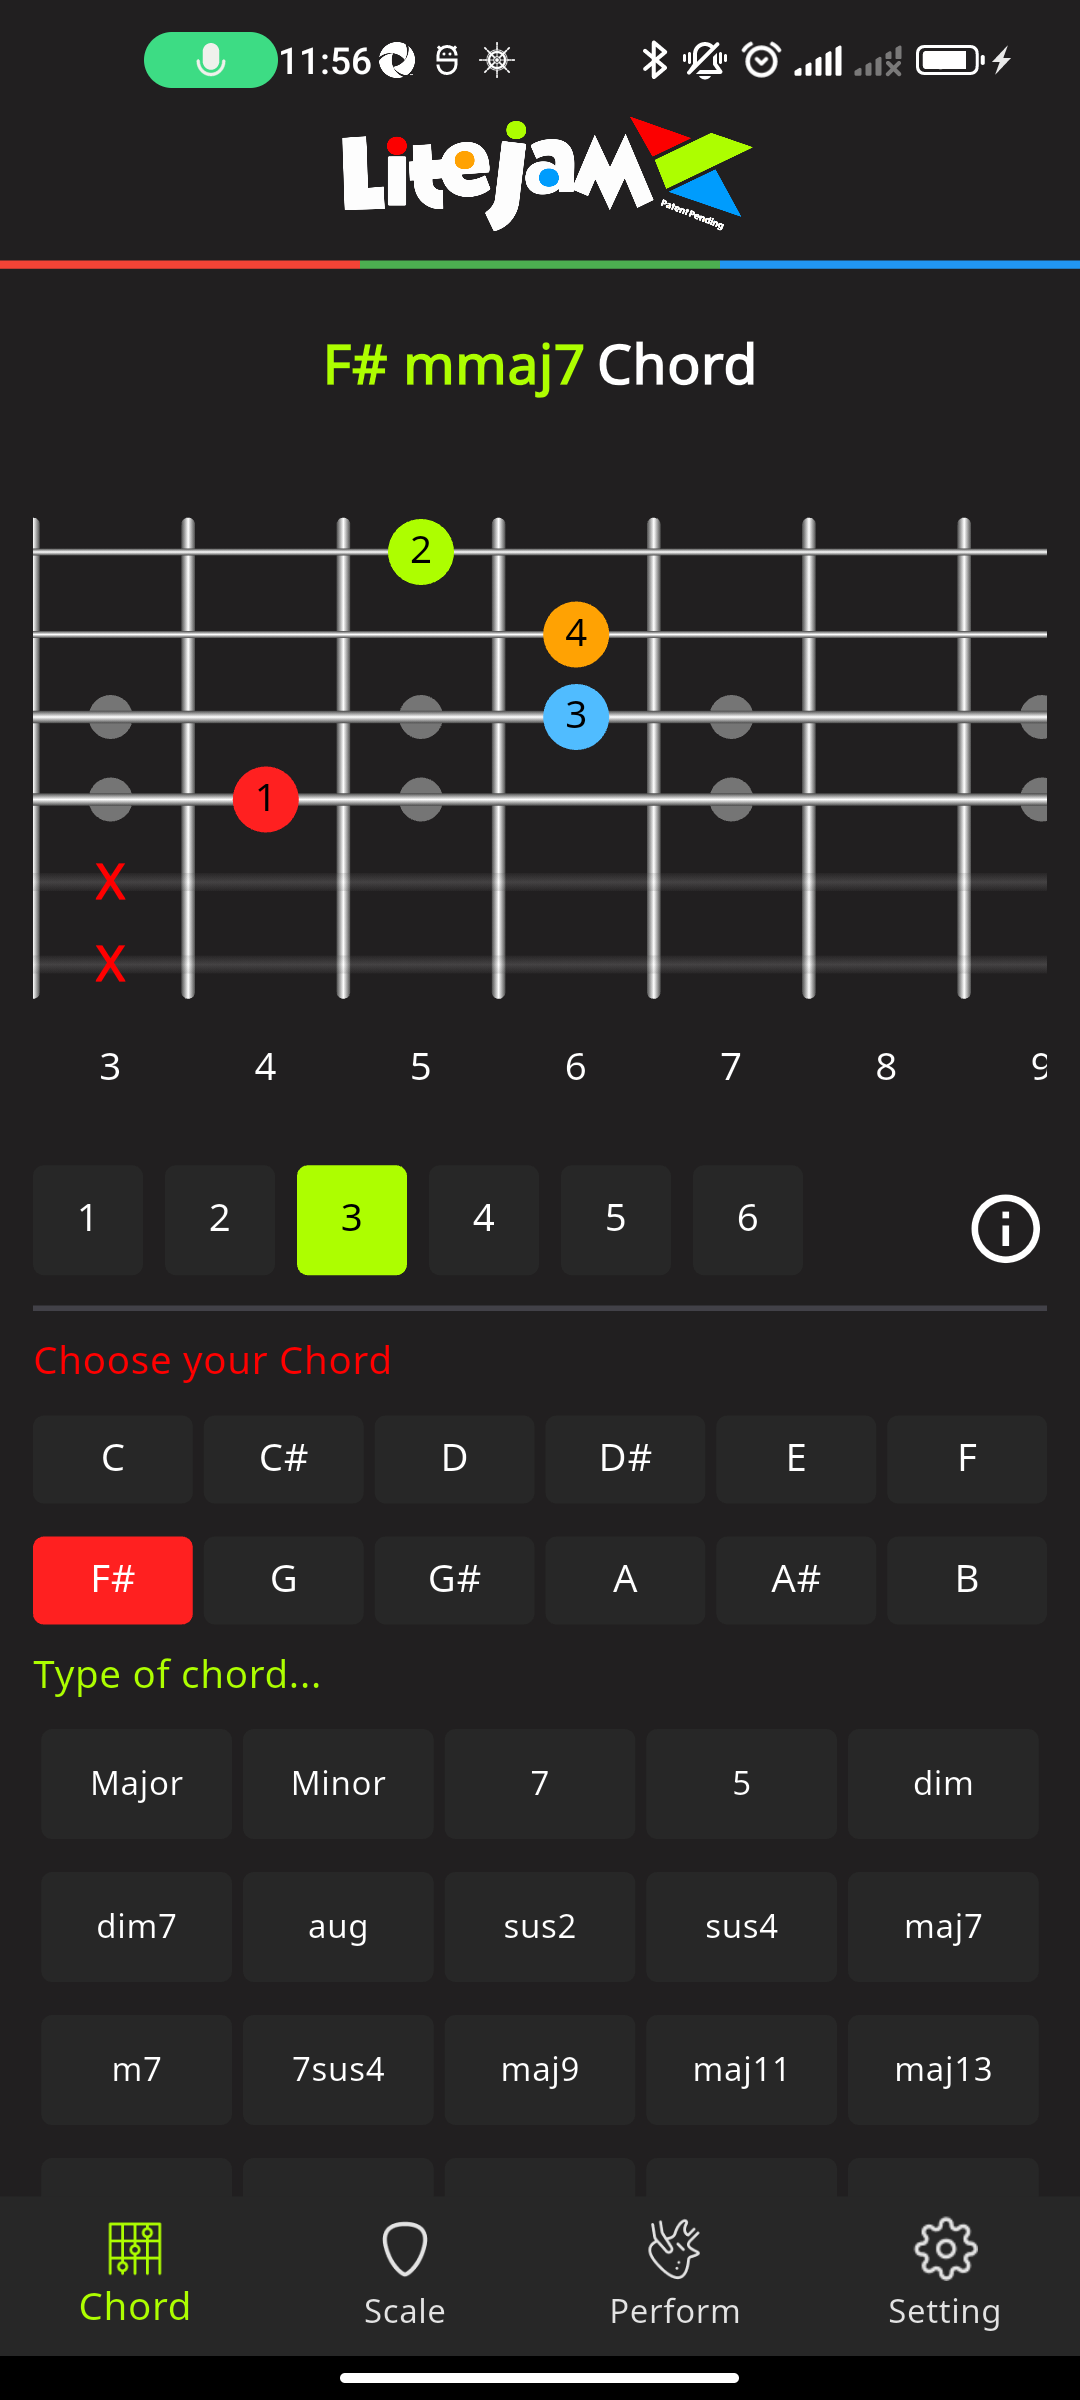 11:56
Litejam
Patent Pending
F# mmaj7 Chord
2
4
3
1
X
X
3 4 5 6 7 8 9
1 2 3 4 5 6
Choose your Chord
C C# D D# E F
F# G G# A A# B
Type of chord...
Major Minor 7 5 dim
dim7 aug sus2 sus4 maj7
m7 7sus4 maj9 maj11 maj13
Chord Scale Perform Setting